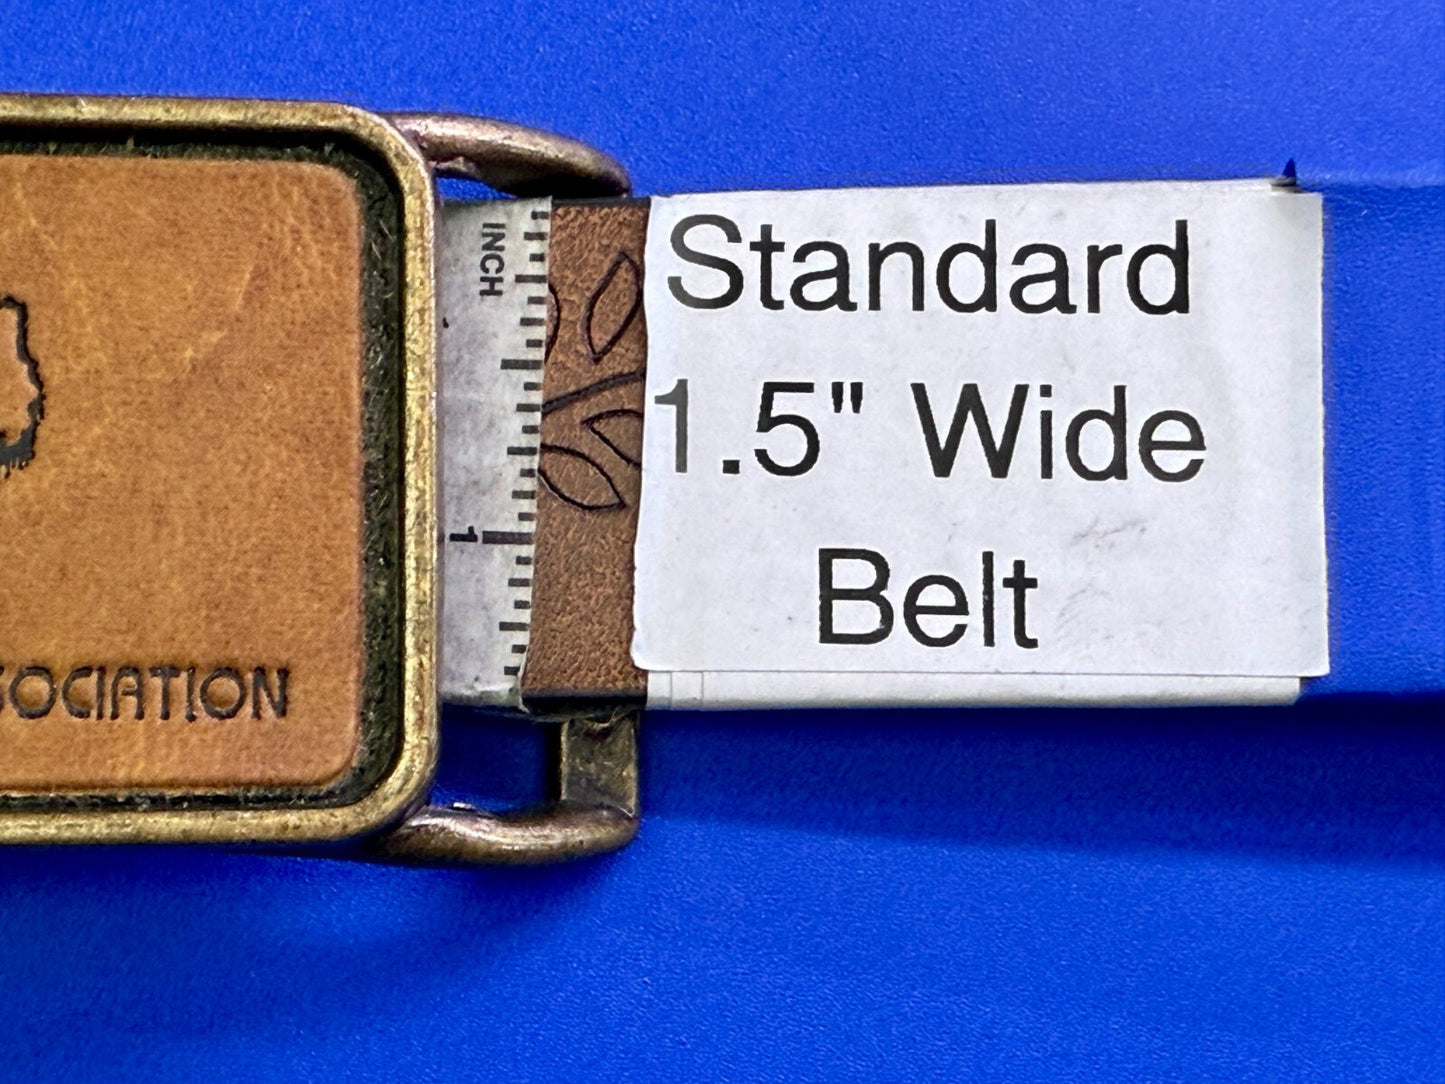 INCH
1
SOCIATION
Standard
1.5" Wide
Belt